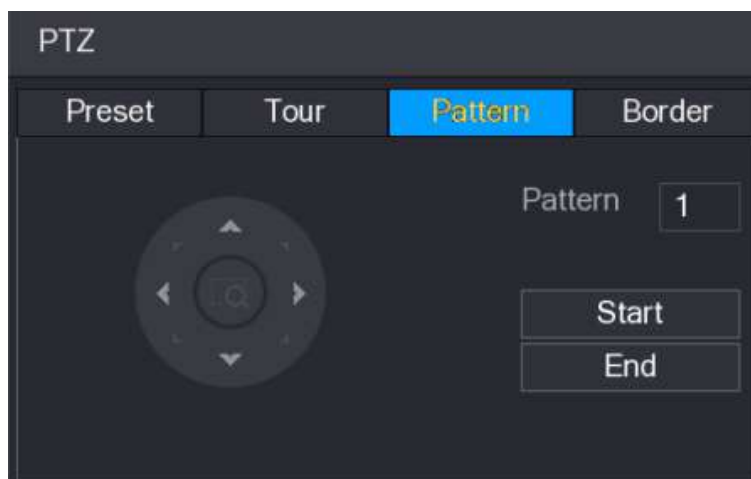 PTZ
Preset Tour Pattern Border
Pattern 1
Start
End